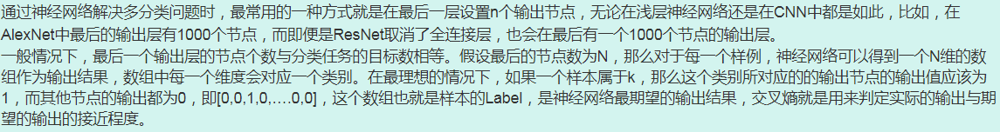 通过神经网络解决多分类问题时，最常用的一种方式就是在最后一层设置n个输出节点，无论在浅层神经网络还是在CNN中都是如此，比如，在
AlexNet中最后的输出层有1000个节点，而即便是ResNet取消了全连接层，也会在最后有一个1000个节点的输出层。
一般情况下，最后一个输出层的节点个数与分类任务的目标数相等。假设最后的节点数为N，那么对于每一个样例，神经网络可以得到一个N维的数
组作为输出结果，数组中每一个维度会对应一个类别。在最理想的情况下，如果一个样本属于k，那么这个类别所对应的的输出节点的输出值应该为
1，而其他节点的输出都为0，即[0,0,1,0,….0,0]，这个数组也就是样本的Label，是神经网络最期望的输出结果，交叉熵就是用来判定实际的输出与期
望的输出的接近程度。